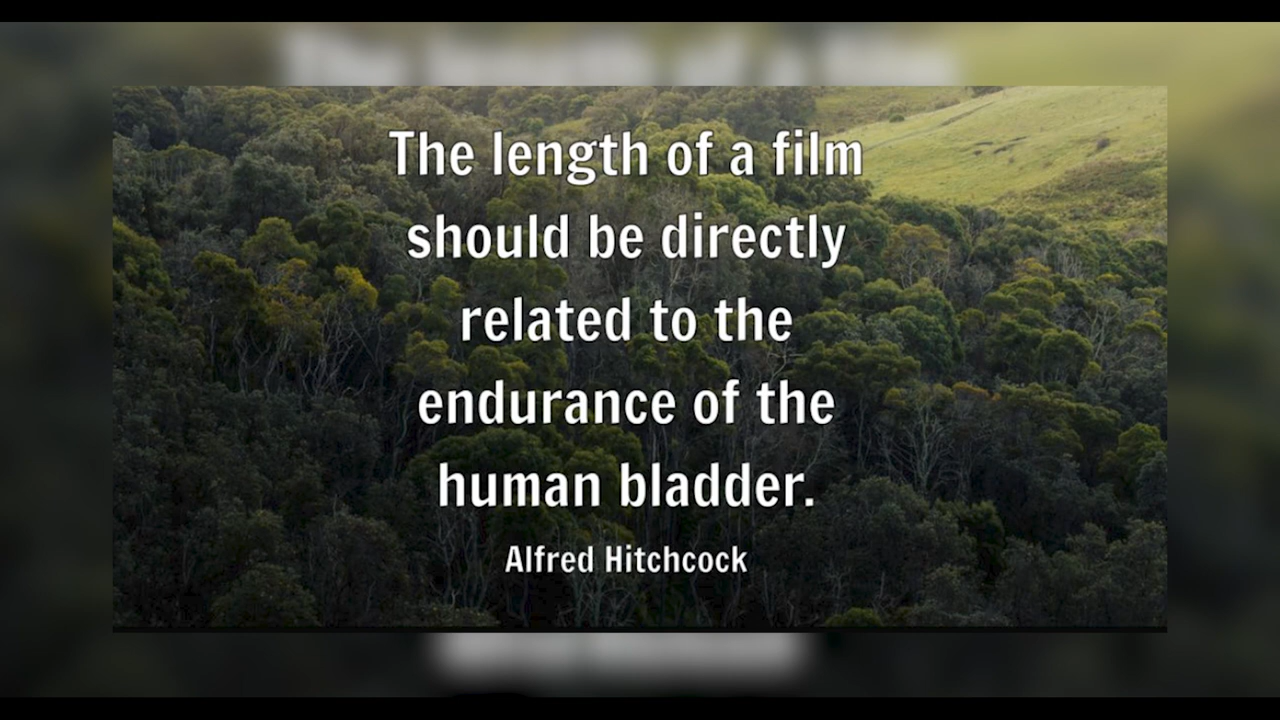 The length of a film
should be directly
related to the
endurance of the
human bladder.
Alfred Hitchcock